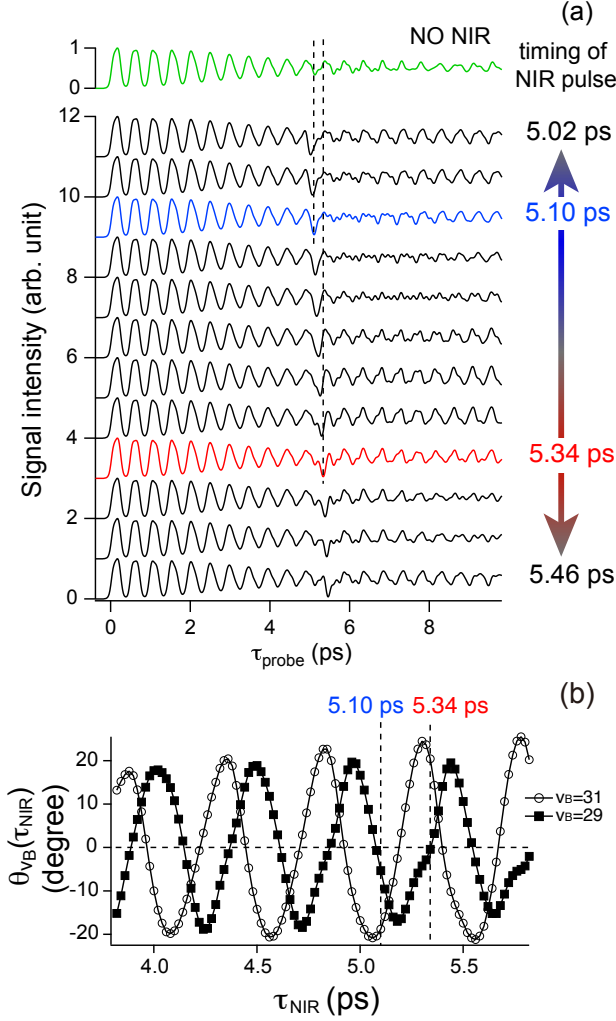 (a)
NO NIR
timing of
NIR pulse
1
0
12
10
8
6
4
2
0
Signal intensity (arb. unit)
5.02 ps
5.10 ps
5.34 ps
5.46 ps
0 2 4 6 8
τprobe (ps)
(b)
5.10 ps 5.34 ps
20
10
0
-10
-20
θvB(τNIR)
(degree)
vB=31
vB=29
4.0 4.5 5.0 5.5
τNIR (ps)